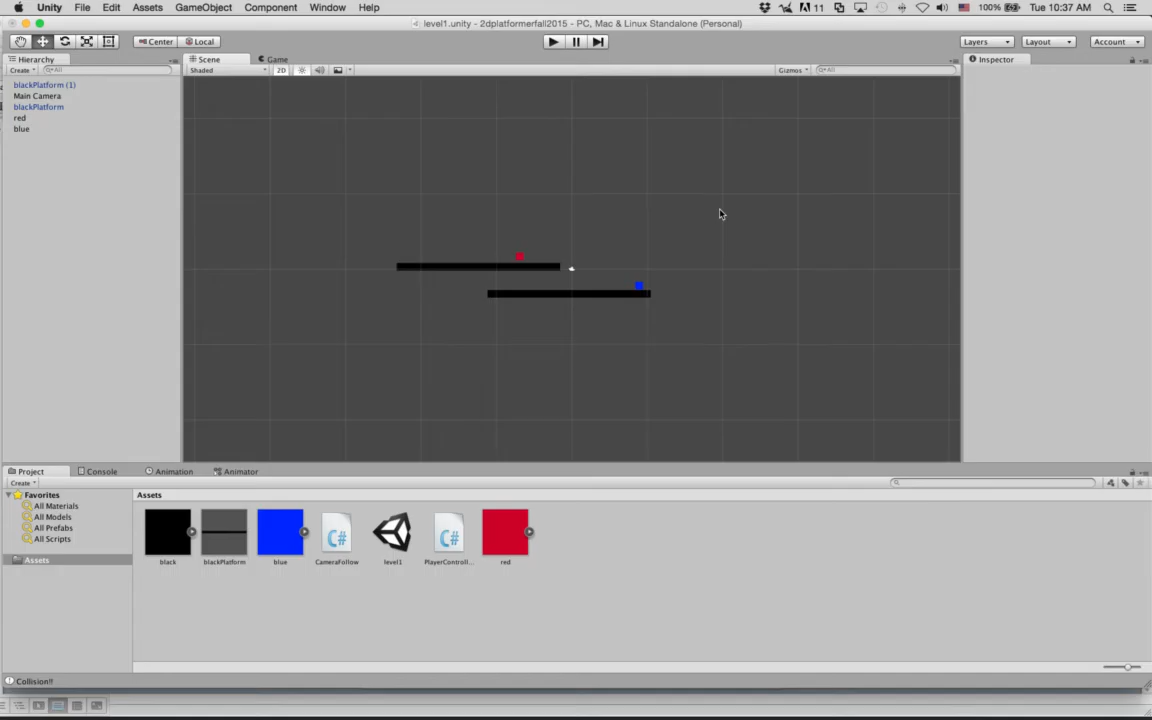 Unity File Edit Assets GameObject Component Window Help 11 100% Tue 10:37 AM
level1.unity - 2dplatformerfall2015 - PC, Mac & Linux Standalone (Personal)
Center Local Layers Layout Account
Hierarchy Scene Game Inspector
Create All Shaded 2D Gizmos All
blackPlatform (1)
Main Camera
blackPlatform
red
blue
Project Console Animation Animator
Create
Favorites Assets
All Materials
All Models
All Prefabs
All Scripts
Assets
C# C#
black blackPlatform blue CameraFollow level1 PlayerControll... red
Collision!!